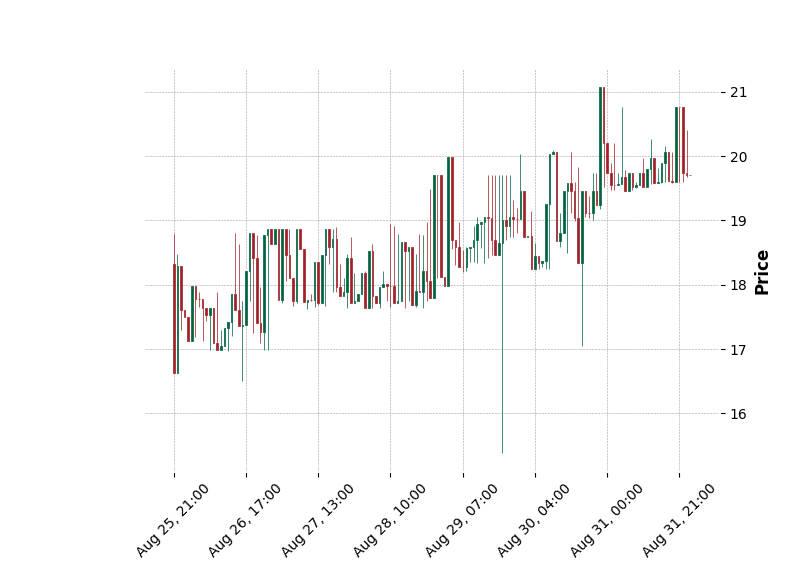 21
20
19
18
17
16
Price
Aug 25, 21:00
Aug 26, 17:00
Aug 27, 13:00
Aug 28, 10:00
Aug 29, 07:00
Aug 30, 04:00
Aug 31, 00:00
Aug 31, 21:00